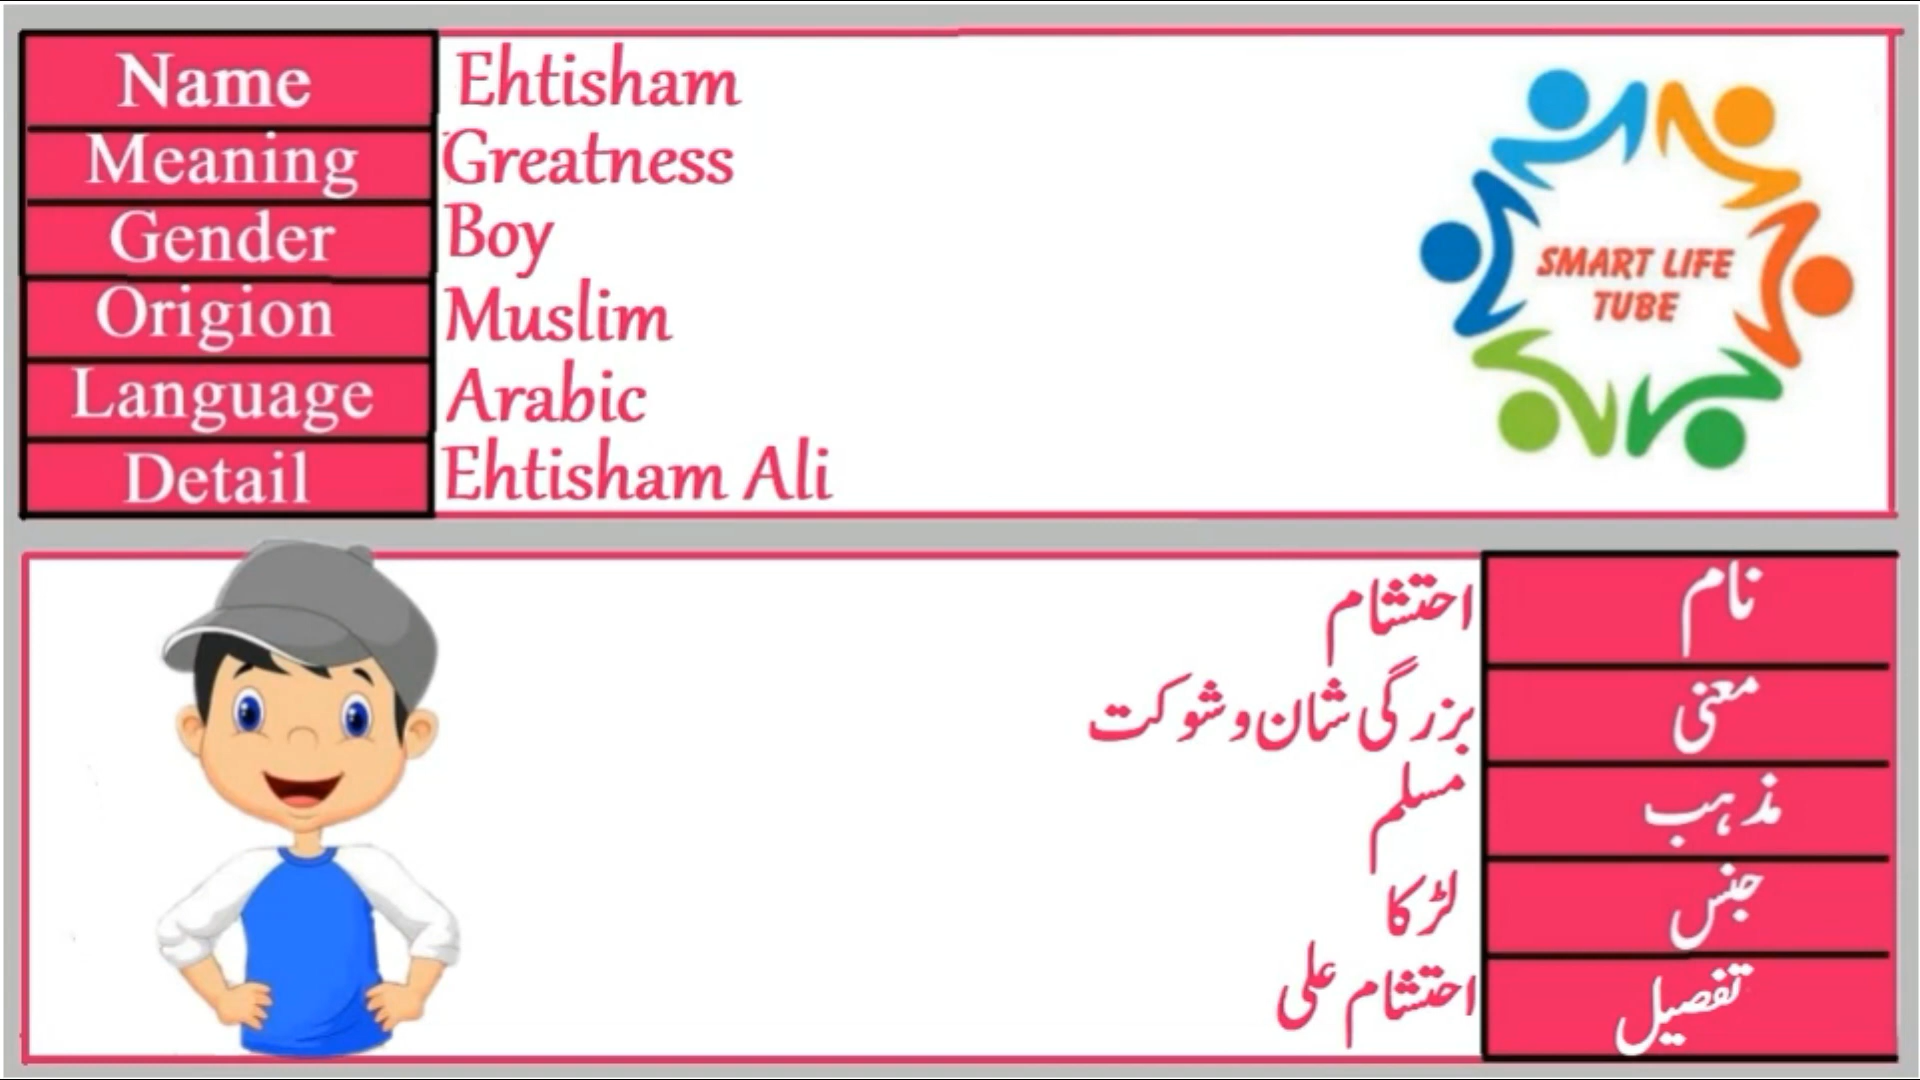 Name Ehtisham
Meaning Greatness
Gender Boy
Origion Muslim
Language Arabic
Detail Ehtisham Ali
SMART LIFE
TUBE
نام احتشام
معنی بزرگی شان و شوکت
مذہب مسلم
جنس لڑکا
تفصیل احتشام علی